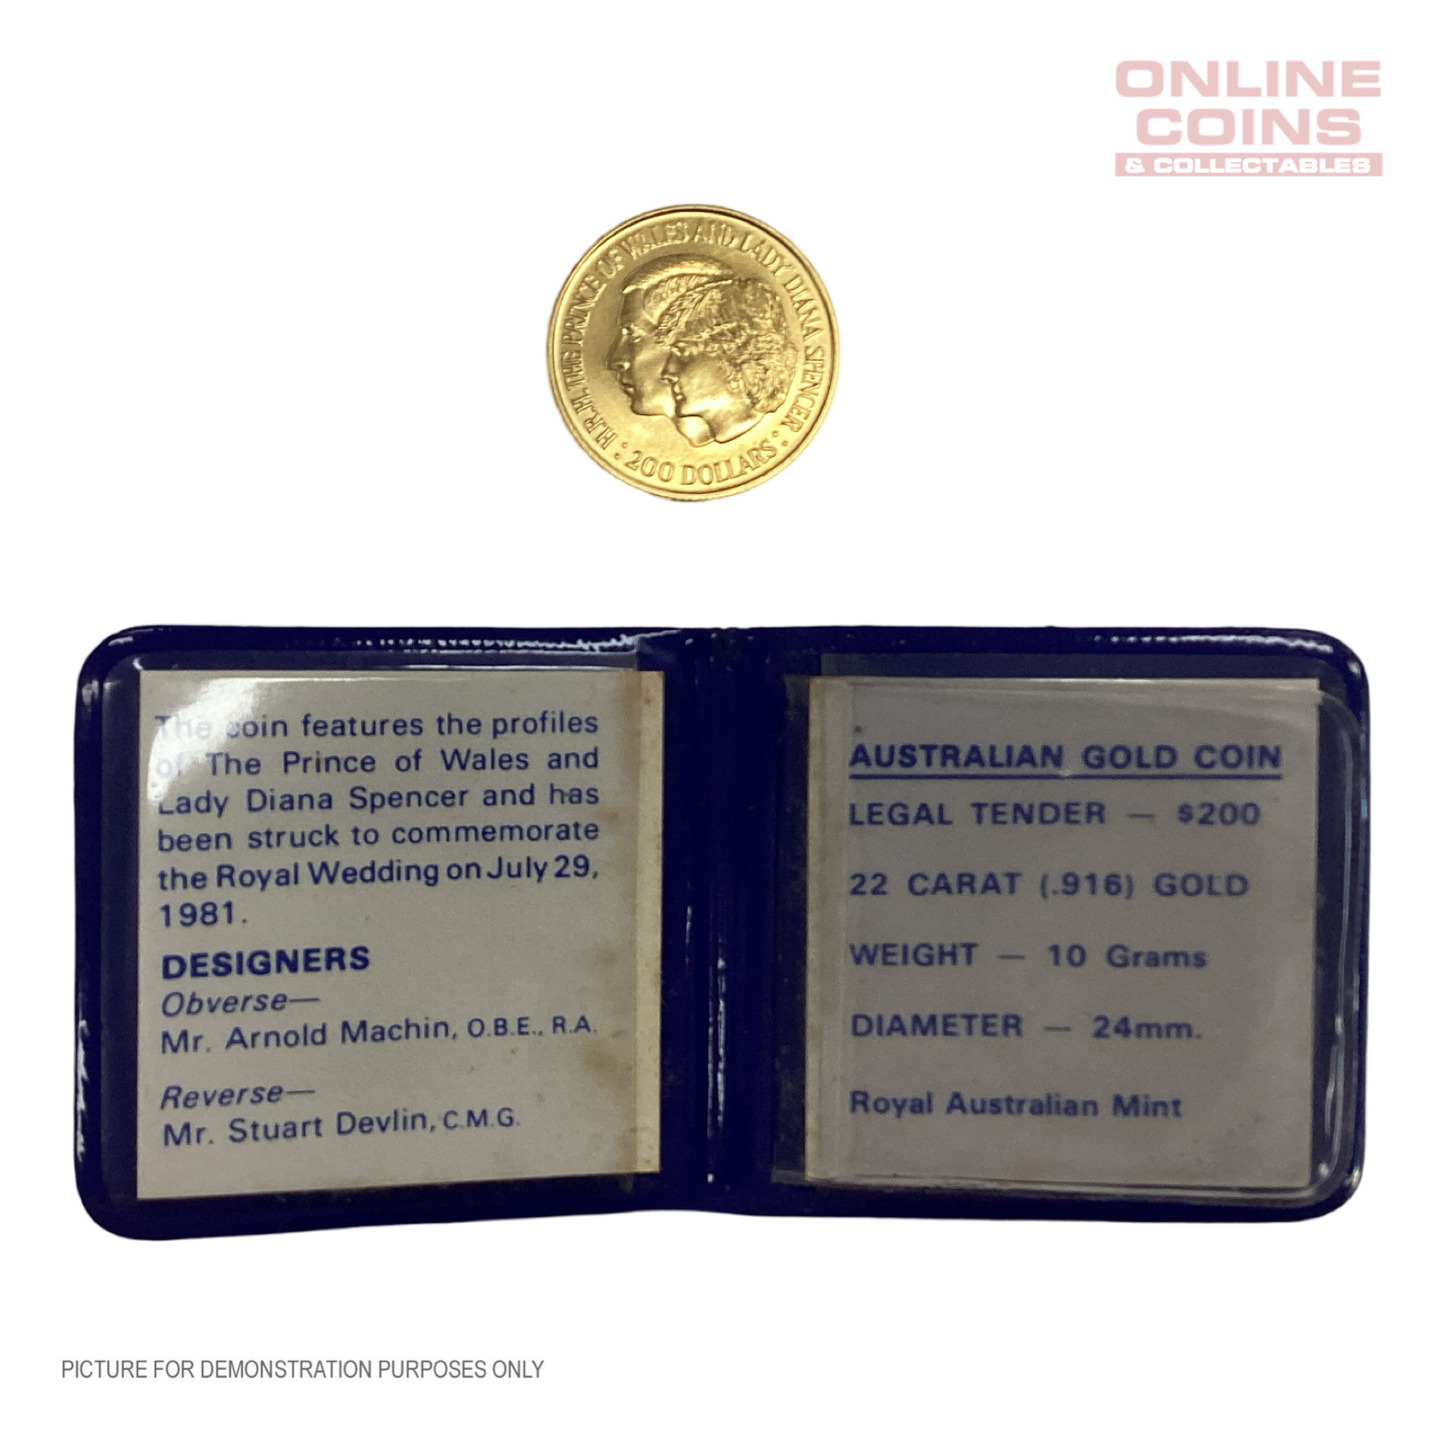 ONLINE
COINS
& COLLECTABLES
H.R.H. THE PRINCE OF WALES AND LADY DIANA SPENCER
200 DOLLARS
The coin features the profiles
of The Prince of Wales and
Lady Diana Spencer and has
been struck to commemorate
the Royal Wedding on July 29,
1981.
DESIGNERS
Obverse—
Mr. Arnold Machin, O.B.E., R.A.
Reverse—
Mr. Stuart Devlin, C.M.G.
AUSTRALIAN GOLD COIN
LEGAL TENDER — $200
22 CARAT (.916) GOLD
WEIGHT — 10 Grams
DIAMETER — 24mm.
Royal Australian Mint
PICTURE FOR DEMONSTRATION PURPOSES ONLY